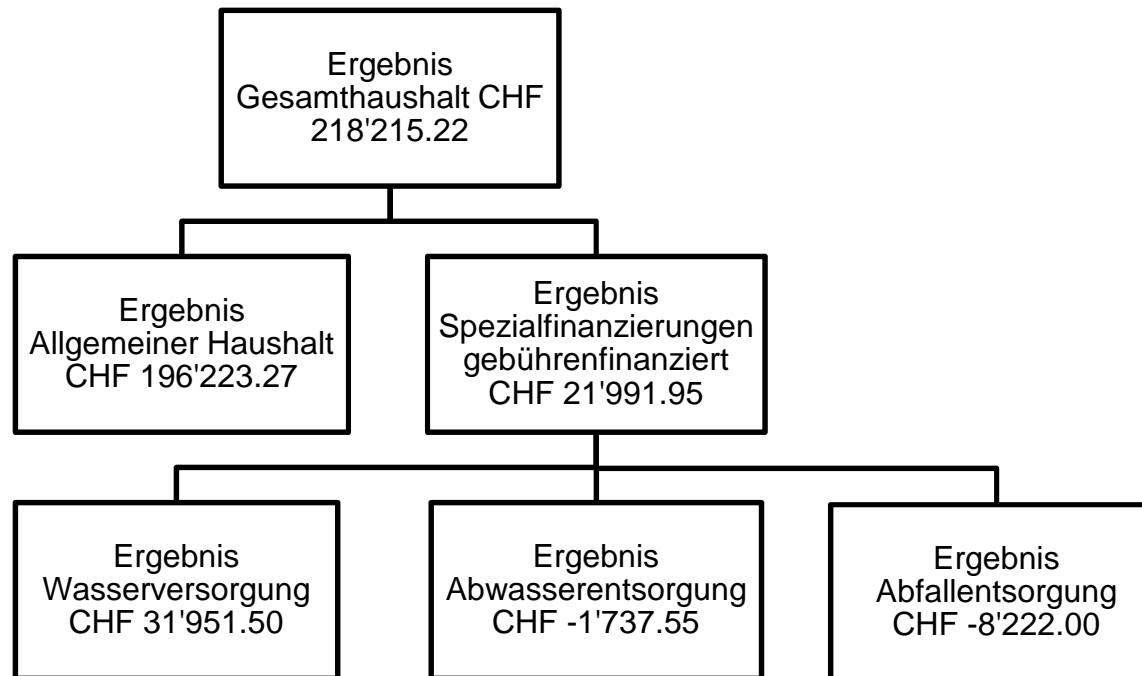 Ergebnis
Gesamthaushalt CHF
218'215.22
Ergebnis
Allgemeiner Haushalt
CHF 196'223.27
Ergebnis
Spezialfinanzierungen
gebührenfinanziert
CHF 21'991.95
Ergebnis
Wasserversorgung
CHF 31'951.50
Ergebnis
Abwasserentsorgung
CHF -1'737.55
Ergebnis
Abfallentsorgung
CHF -8'222.00